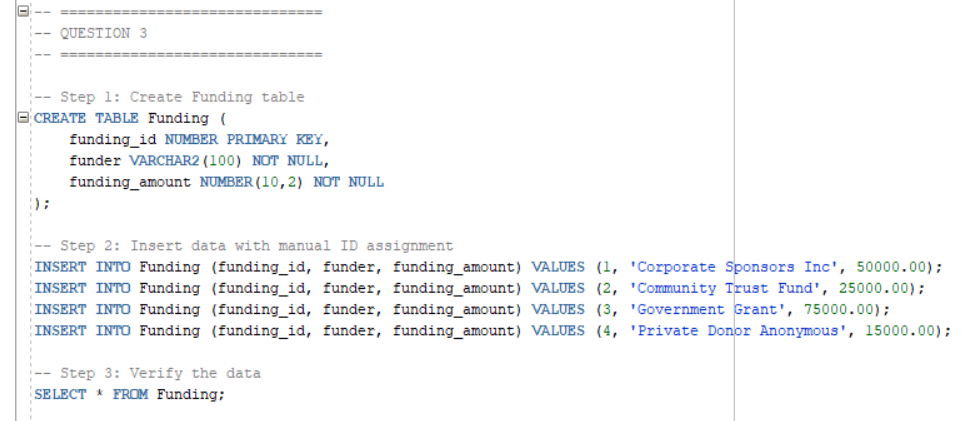 -- ==============================
-- QUESTION 3
-- ==============================
-- Step 1: Create Funding table
CREATE TABLE Funding (
    funding_id NUMBER PRIMARY KEY,
    funder VARCHAR2(100) NOT NULL,
    funding_amount NUMBER(10,2) NOT NULL
);
-- Step 2: Insert data with manual ID assignment
INSERT INTO Funding (funding_id, funder, funding_amount) VALUES (1, 'Corporate Sponsors Inc', 50000.00);
INSERT INTO Funding (funding_id, funder, funding_amount) VALUES (2, 'Community Trust Fund', 25000.00);
INSERT INTO Funding (funding_id, funder, funding_amount) VALUES (3, 'Government Grant', 75000.00);
INSERT INTO Funding (funding_id, funder, funding_amount) VALUES (4, 'Private Donor Anonymous', 15000.00);
-- Step 3: Verify the data
SELECT * FROM Funding;